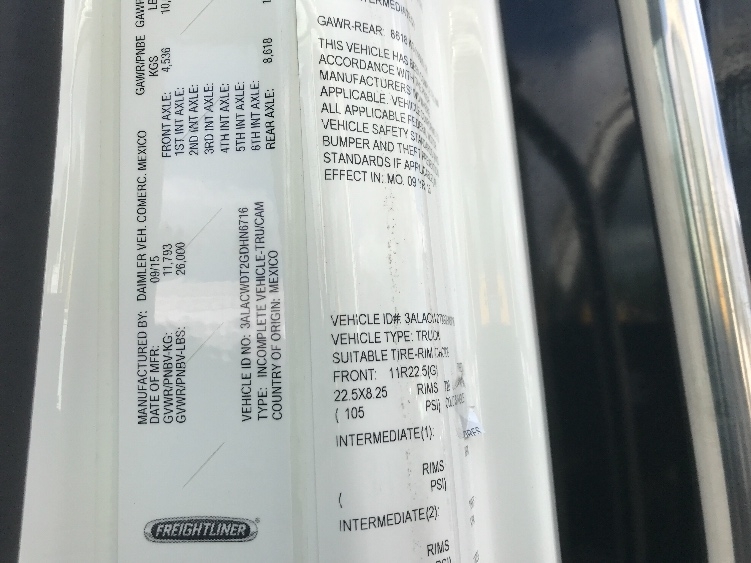 MANUFACTURED BY: DAIMLER VEH. COMERC. MEXICO
DATE OF MFR: 09/15
GVWR/PNBV-KG: 11,793
GVWR/PNBV-LBS: 26,000
GAWR/PNBE
KGS
FRONT AXLE: 4,536
1ST INT AXLE:
2ND INT AXLE:
3RD INT AXLE:
4TH INT AXLE:
5TH INT AXLE:
6TH INT AXLE:
REAR AXLE: 8,618
VEHICLE ID NO: 3ALACWDT2GDHN6716
TYPE: INCOMPLETE VEHICLE-TRU/CAM
COUNTRY OF ORIGIN: MEXICO
FREIGHTLINER
GAWR-REAR: 8618
THIS VEHICLE HAS
ACCORDANCE WITH
MANUFACTURERS
APPLICABLE.
ALL APPLICABLE
VEHICLE SAFETY
BUMPER AND THEFT
STANDARDS IF
EFFECT IN: MO. 09
VEHICLE ID#:
VEHICLE TYPE: TRUCK
SUITABLE TIRE-RIM
FRONT: 11R22.5(G)
22.5X8.25 RIMS
( 105 PSI)
INTERMEDIATE(1):
RIMS
( PSI)
INTERMEDIATE(2):
RIMS